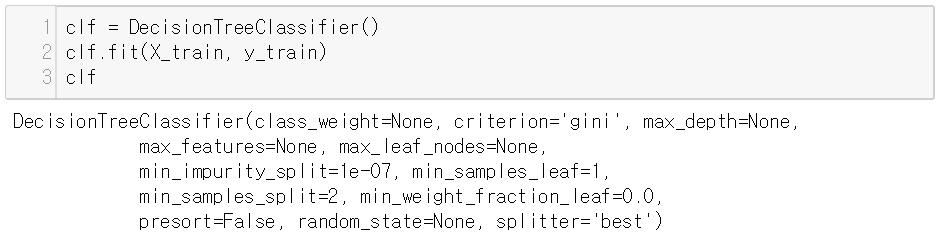 1 clf = DecisionTreeClassifier()
2 clf.fit(X_train, y_train)
3 clf
DecisionTreeClassifier(class_weight=None, criterion='gini', max_depth=None,
max_features=None, max_leaf_nodes=None,
min_impurity_split=1e-07, min_samples_leaf=1,
min_samples_split=2, min_weight_fraction_leaf=0.0,
presort=False, random_state=None, splitter='best')